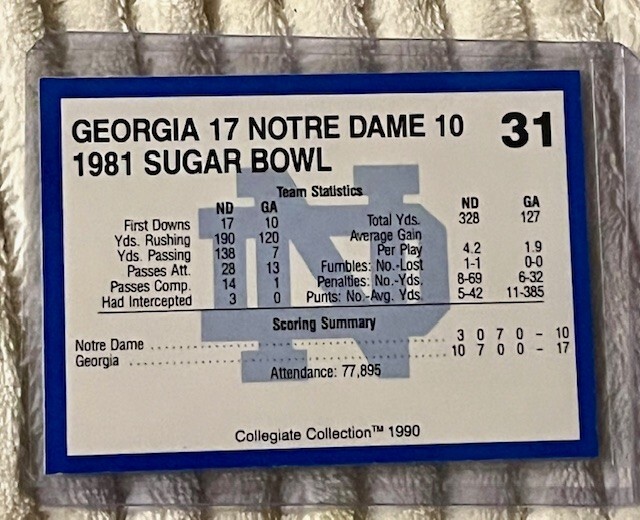 GEORGIA 17 NOTRE DAME 10 31
1981 SUGAR BOWL
Team Statistics
ND GA
First Downs 17 10
Yds. Rushing 190 120
Yds. Passing 138 7
Passes Att. 28 13
Passes Comp. 14 1
Had Intercepted 3 0
ND GA
Total Yds. 328 127
Average Gain
Per Play 4.2 1.9
Fumbles: No.-Lost 1-1 0-0
Penalties: No.-Yds. 8-69 6-32
Punts: No.-Avg. Yds. 5-42 11-385
Scoring Summary
Notre Dame 3 0 7 0 – 10
Georgia 10 7 0 0 – 17
Attendance: 77,895
Collegiate Collection™ 1990